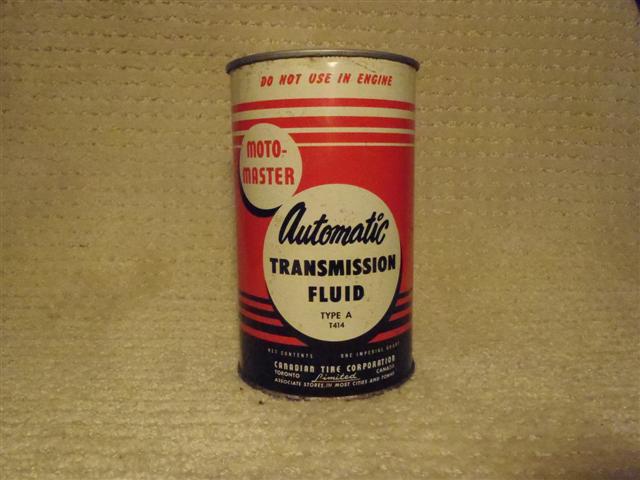 DO NOT USE IN ENGINE
MOTO-
MASTER
Automatic
TRANSMISSION
FLUID
TYPE A
T414
NET CONTENTS ONE IMPERIAL QUART
CANADIAN TIRE CORPORATION
TORONTO Limited CANADA
ASSOCIATE STORES IN MOST CITIES AND TOWNS